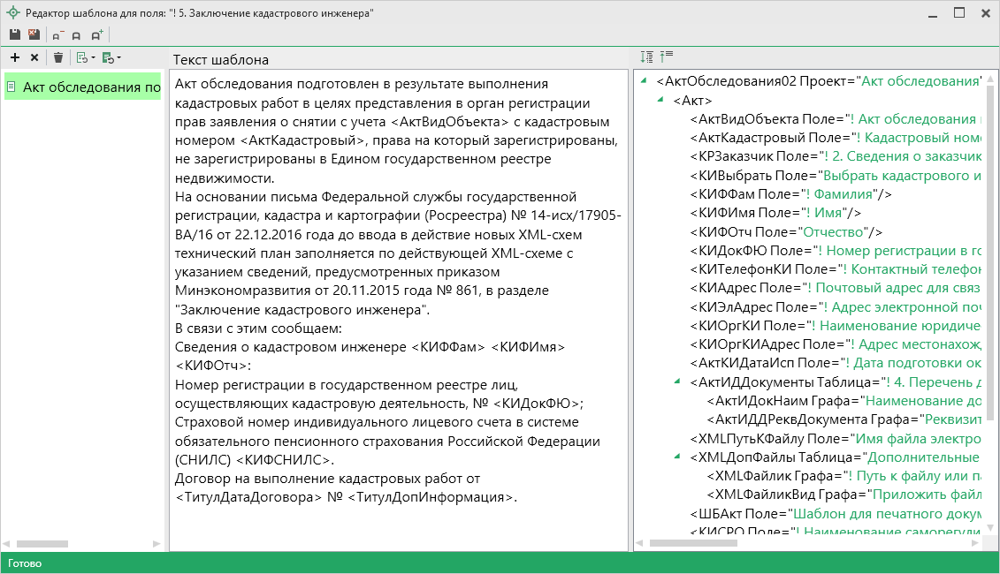 Редактор шаблона для поля: "! 5. Заключение кадастрового инженера"
Текст шаблона
Акт обследования по
Акт обследования подготовлен в результате выполнения
кадастровых работ в целях представления в орган регистрации
прав заявления о снятии с учета <АктВидОбъекта> с кадастровым
номером <АктКадастровый>, права на который зарегистрированы,
не зарегистрированы в Едином государственном реестре
недвижимости.
На основании письма Федеральной службы государственной
регистрации, кадастра и картографии (Росреестра) № 14-исх/17905-
ВА/16 от 22.12.2016 года до ввода в действие новых XML-схем
технический план заполняется по действующей XML-схеме с
указанием сведений, предусмотренных приказом
Минэкономразвития от 20.11.2015 года № 861, в разделе
"Заключение кадастрового инженера".
В связи с этим сообщаем:
Сведения о кадастровом инженере <КИФФам> <КИФИмя>
<КИФОтч>:
Номер регистрации в государственном реестре лиц,
осуществляющих кадастровую деятельность, № <КИДокФЮ>;
Страховой номер индивидуального лицевого счета в системе
обязательного пенсионного страхования Российской Федерации
(СНИЛС) <КИФСНИЛС>.
Договор на выполнение кадастровых работ от
<ТитулДатаДоговора> № <ТитулДопИнформация>.
<АктОбследования02 Проект="Акт обследования"
<Акт>
<АктВидОбъекта Поле="! Акт обследования
<АктКадастровый Поле="! Кадастровый ном
<КРЗаказчик Поле="! 2. Сведения о заказчик
<КИВыбрать Поле="Выбрать кадастрового и
<КИФФам Поле="! Фамилия"/>
<КИФИмя Поле="! Имя"/>
<КИФОтч Поле="Отчество"/>
<КИДокФЮ Поле="! Номер регистрации в го
<КИТелефонКИ Поле="! Контактный телефон
<КИАдрес Поле="! Почтовый адрес для связ
<КИЭлАдрес Поле="! Адрес электронной поч
<КИОргКИ Поле="! Наименование юридиче
<КИОргКИАдрес Поле="! Адрес местонахож
<АктКИДатаИсп Поле="! Дата подготовки ок
<АктИДДокументы Таблица="! 4. Перечень д
<АктИДокНаим Графа="Наименование до
<АктИДДРеквДокумента Графа="Реквизит
<XMLПутьКФайлу Поле="Имя файла электро
<XMLДопФайлы Таблица="Дополнительные
<XMLФайлик Графа="! Путь к файлу или п
<XMLФайликВид Графа="Приложить файл
<ШБАкт Поле="Шаблон для печатного доку
<КИСРО Поле="! Наименование саморегули
Готово